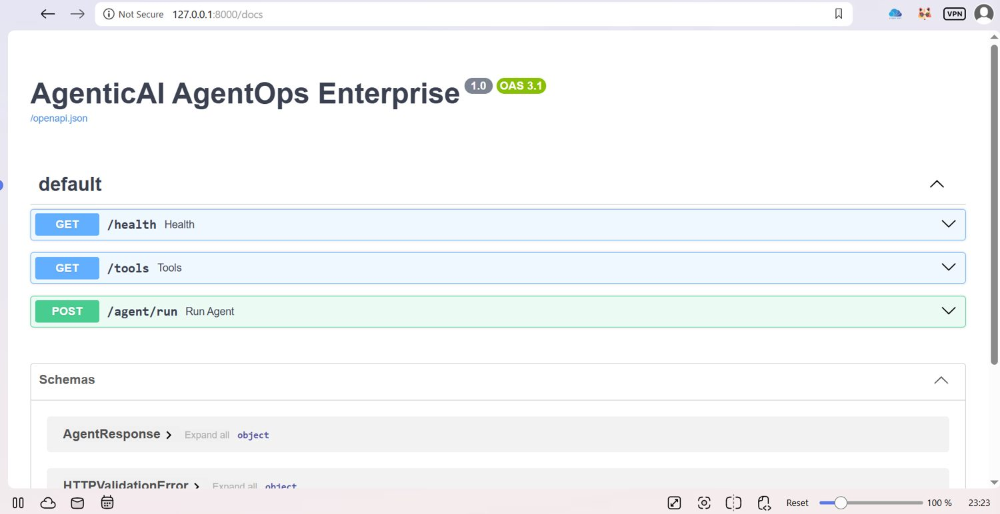 Not Secure 127.0.0.1:8000/docs VPN
AgenticAI AgentOps Enterprise 1.0 OAS 3.1
/openapi.json
default
GET /health Health
GET /tools Tools
POST /agent/run Run Agent
Schemas
AgentResponse Expand all object
HTTPValidationError Expand all object
Reset 100 % 23:23